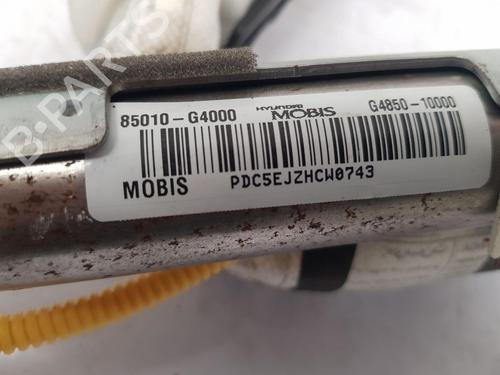 85010-G4000
HYUNDAI
MOBIS
G4850-10000
MOBIS
PDC5EJZHCW0743
B-PARTS